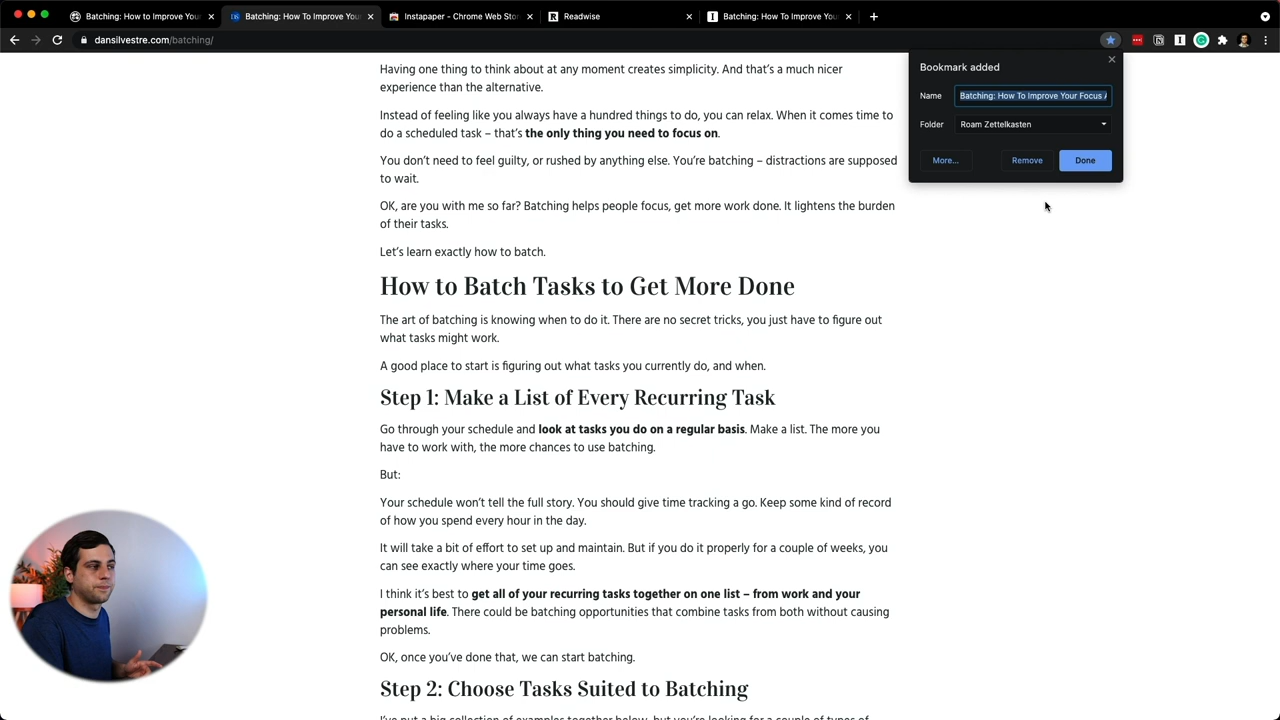 Batching: How to Improve You
Batching: How To Improve You
Instapaper - Chrome Web Sto
Readwise
Batching: How To Improve You
dansilvestre.com/batching/
Bookmark added
Name
Batching: How To Improve Your Focus A
Folder
Roam Zettelkasten
More...
Remove
Done
Having one thing to think about at any moment creates simplicity. And that's a much nicer
experience than the alternative.
Instead of feeling like you always have a hundred things to do, you can relax. When it comes time to
do a scheduled task – that's the only thing you need to focus on.
You don't need to feel guilty, or rushed by anything else. You're batching – distractions are supposed
to wait.
OK, are you with me so far? Batching helps people focus, get more work done. It lightens the burden
of their tasks.
Let's learn exactly how to batch.
How to Batch Tasks to Get More Done
The art of batching is knowing when to do it. There are no secret tricks, you just have to figure out
what tasks might work.
A good place to start is figuring out what tasks you currently do, and when.
Step 1: Make a List of Every Recurring Task
Go through your schedule and look at tasks you do on a regular basis. Make a list. The more you
have to work with, the more chances to use batching.
But:
Your schedule won't tell the full story. You should give time tracking a go. Keep some kind of record
of how you spend every hour in the day.
It will take a bit of effort to set up and maintain. But if you do it properly for a couple of weeks, you
can see exactly where your time goes.
I think it's best to get all of your recurring tasks together on one list – from work and your
personal life. There could be batching opportunities that combine tasks from both without causing
problems.
OK, once you've done that, we can start batching.
Step 2: Choose Tasks Suited to Batching
I've put a big collection of examples together below, but you're looking for a couple of types of